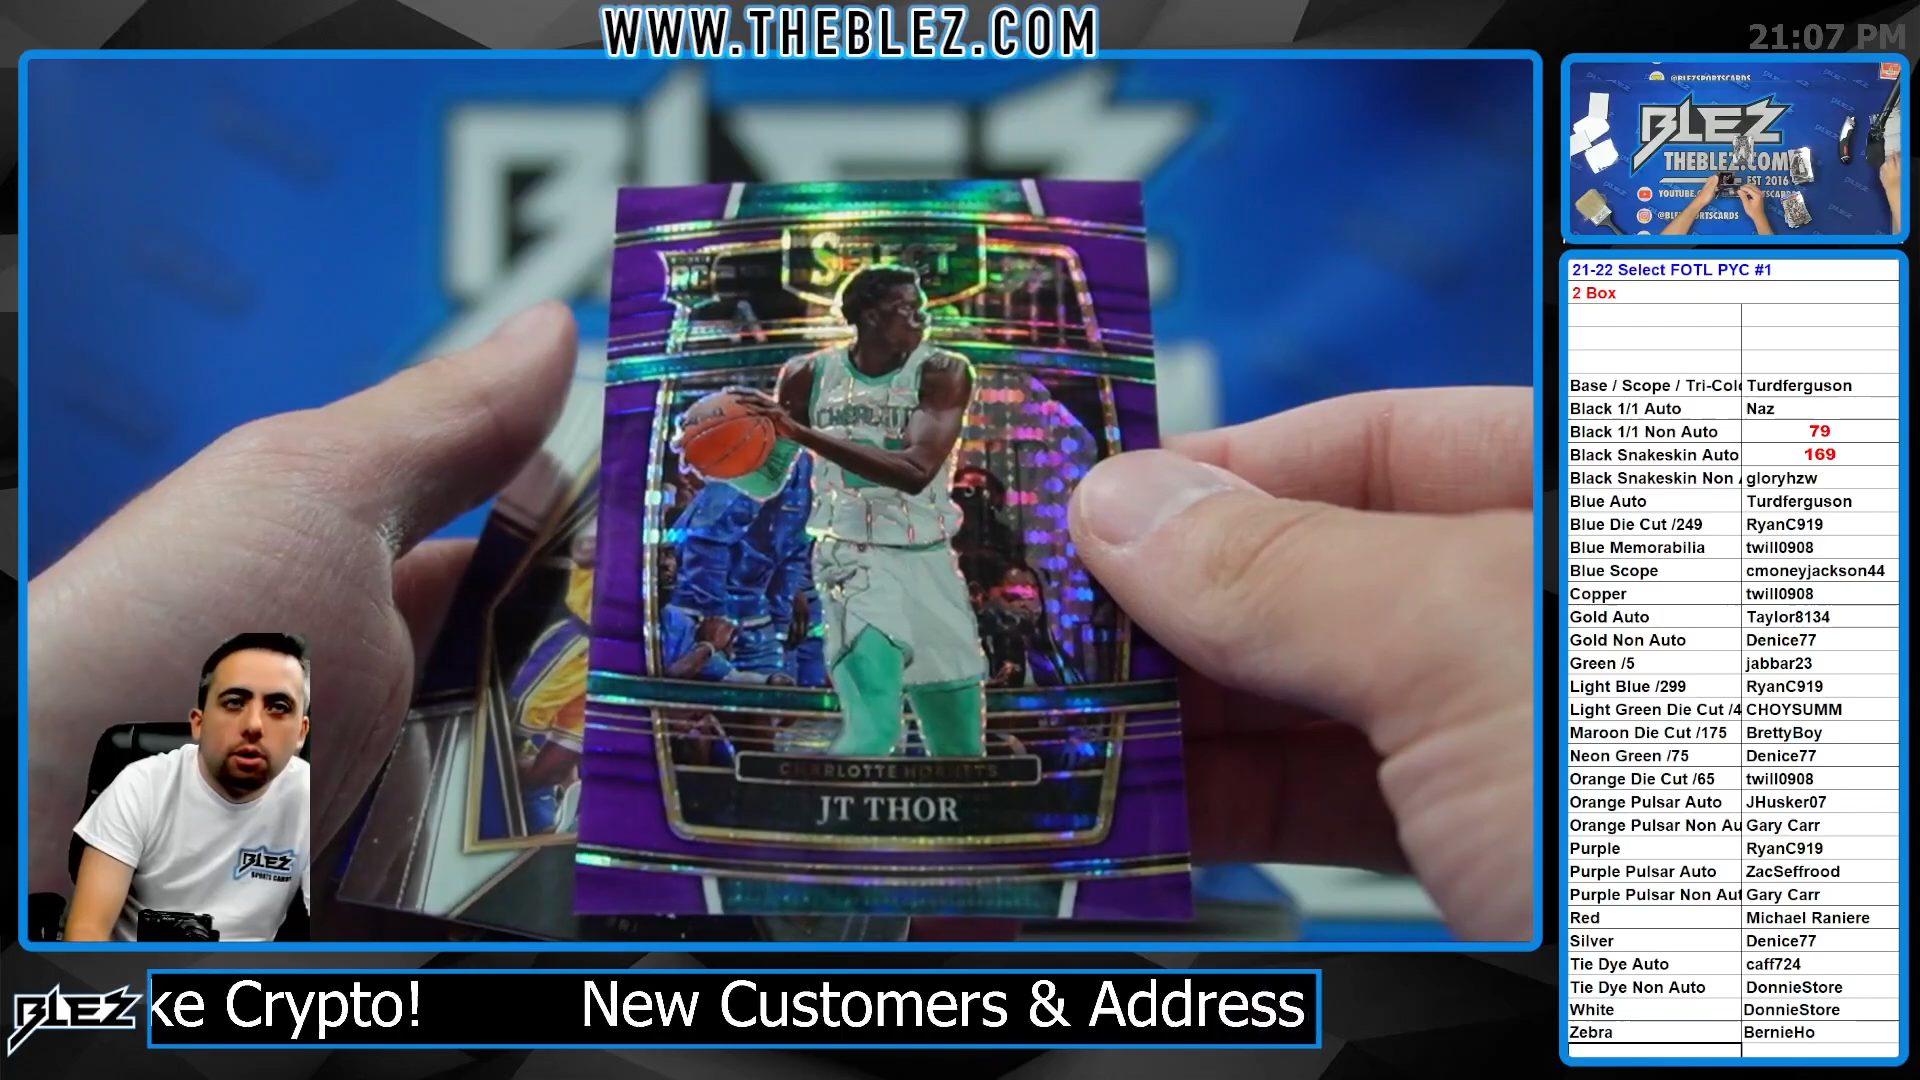 WWW.THEBLEZ.COM
21:07 PM
BLEZ
RC
SELECT
CHARLOTTE HORNETS
JT THOR
BLEZ
SPORTS CARDS
@BLEZSPORTSCARDS
BLEZ
THEBLEZ.COM
EST 2016
21-22 Select FOTL PYC #1
2 Box
Base / Scope / Tri-Colo Turdferguson
Black 1/1 Auto Naz
Black 1/1 Non Auto 79
Black Snakeskin Auto 169
Black Snakeskin Non A gloryhzw
Blue Auto Turdferguson
Blue Die Cut /249 RyanC919
Blue Memorabilia twill0908
Blue Scope cmoneyjackson44
Copper twill0908
Gold Auto Taylor8134
Gold Non Auto Denice77
Green /5 jabbar23
Light Blue /299 RyanC919
Light Green Die Cut /4 CHOYSUMM
Maroon Die Cut /175 BrettyBoy
Neon Green /75 Denice77
Orange Die Cut /65 twill0908
Orange Pulsar Auto JHusker07
Orange Pulsar Non Au Gary Carr
Purple RyanC919
Purple Pulsar Auto ZacSeffrood
Purple Pulsar Non Aut Gary Carr
Red Michael Raniere
Silver Denice77
Tie Dye Auto caff724
Tie Dye Non Auto DonnieStore
White DonnieStore
Zebra BernieHo
BLEZ
ke Crypto! New Customers & Address